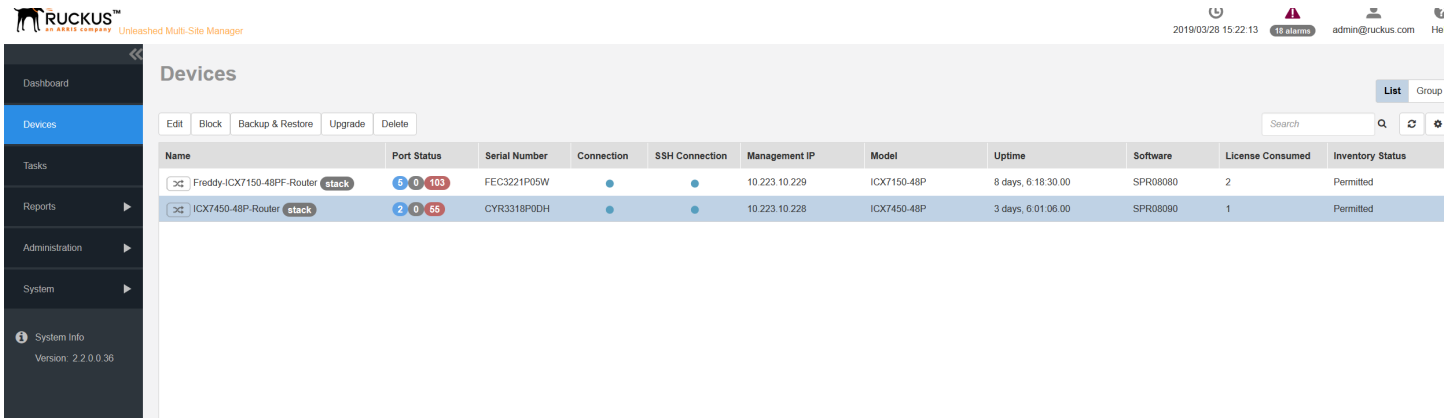 RUCKUS™
an ARRIS company
Unleashed Multi-Site Manager
2019/03/28 15:22:13
18 alarms
admin@ruckus.com
He
Dashboard
Devices
Tasks
Reports
Administration
System
System Info
Version: 2.2.0.0.36
Devices
List Group
Edit Block Backup & Restore Upgrade Delete
Search
Name Port Status Serial Number Connection SSH Connection Management IP Model Uptime Software License Consumed Inventory Status
Freddy-ICX7150-48PF-Router stack 5 0 103 FEC3221P05W 10.223.10.229 ICX7150-48P 8 days, 6:18:30.00 SPR08080 2 Permitted
ICX7450-48P-Router stack 2 0 55 CYR3318P0DH 10.223.10.228 ICX7450-48P 3 days, 6:01:06.00 SPR08090 1 Permitted